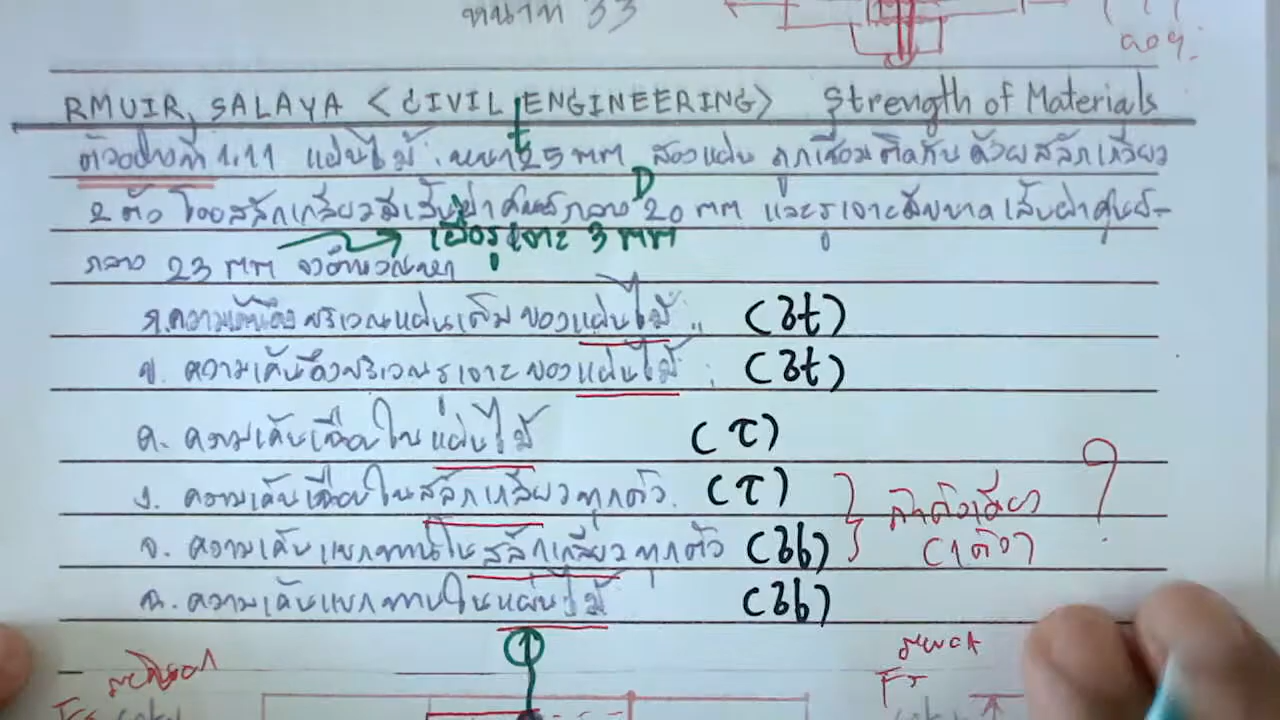 หน้าที่ 33
ของ
RMUIR, SALAYA <CIVIL ENGINEERING> Strength of Materials
t
ตัวอย่างที่ 1.11 แผ่นไม้ หนา 25 mm สองแผ่น ถูกเชื่อมติดกัน ด้วยสลักเกลียว
D
2 ตัว โดยสลักเกลียวมีเส้นผ่าศูนย์กลาง 20 mm และรูเจาะมีขนาดเส้นผ่าศูนย์-
เผื่อรูเจาะ 3 mm
กลาง 23 mm จงคำนวณหา
ก. ความเค้นดึง บริเวณแผ่นเต็มของแผ่นไม้ (σt)
ข. ความเค้นดึงบริเวณรูเจาะของแผ่นไม้ (σt)
ค. ความเค้นเฉือนในแผ่นไม้ (τ)
ง. ความเค้นเฉือนในสลักเกลียวทุกตัว. (τ)
ถ้าตัวเดียว ?
จ. ความเค้นแบกทานในสลักเกลียวทุกตัว (σb)
(1 ตัว)
ฉ. ความเค้นแบกทานในแผ่นไม้ (σb)
1